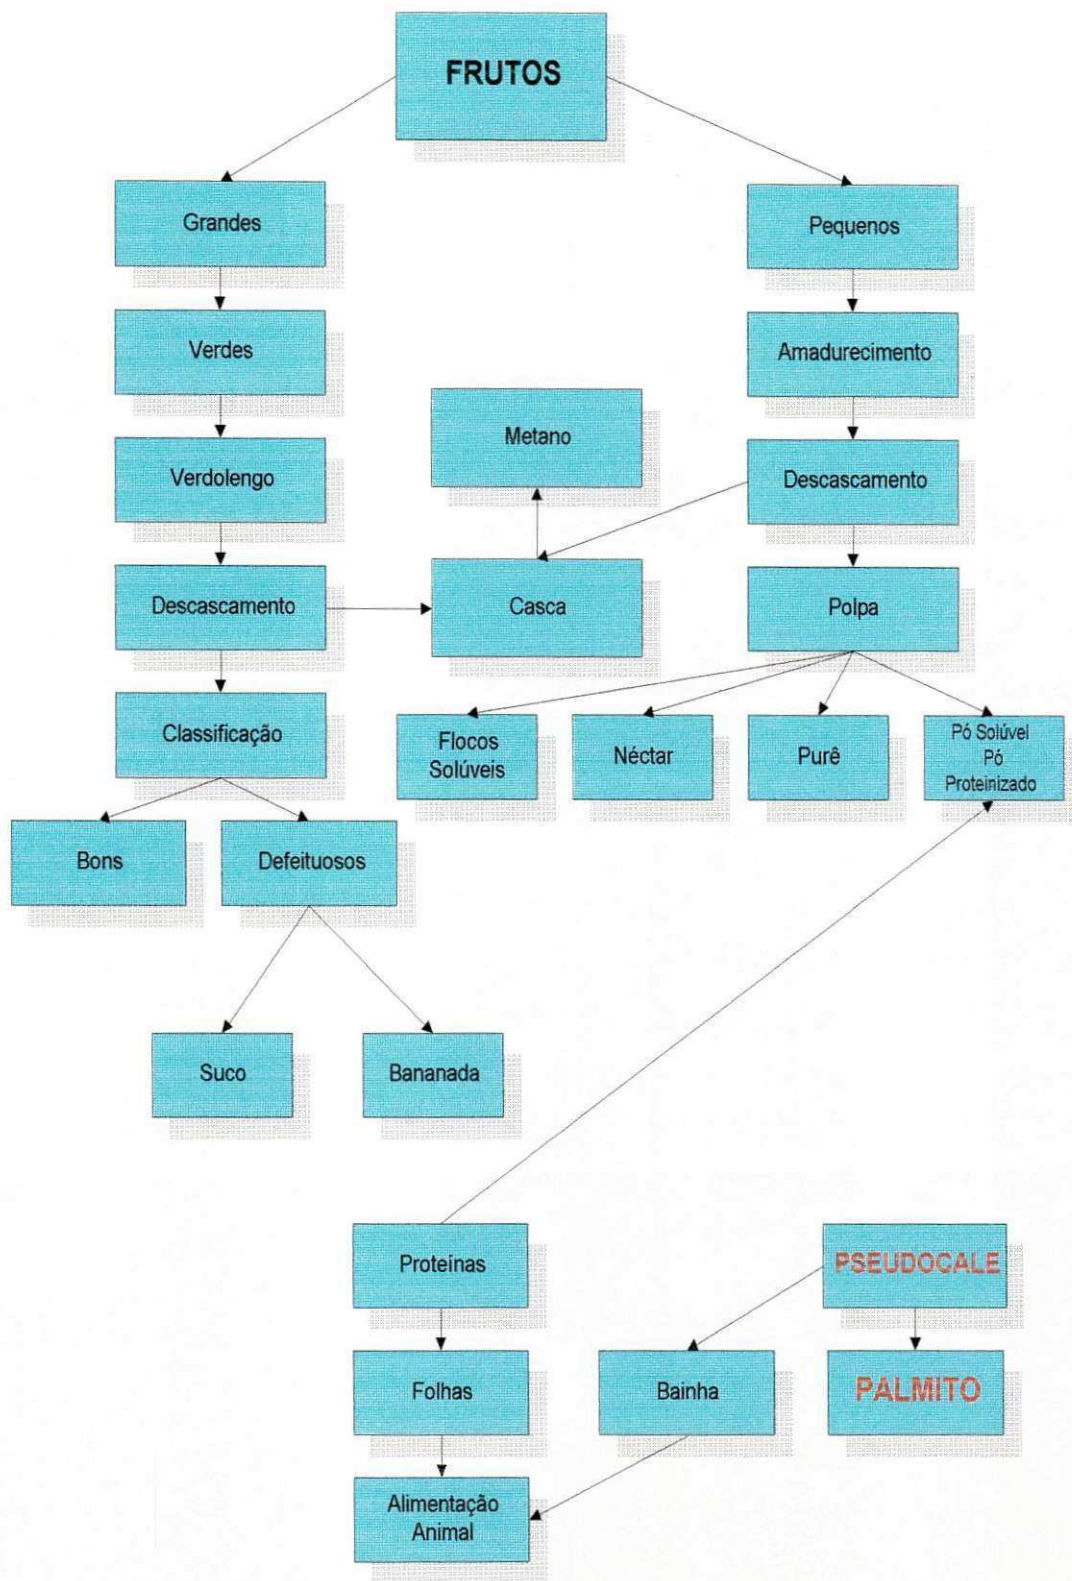 FRUTOS
Grandes
Pequenos
Verdes
Amadurecimento
Metano
Verdolengo
Descascamento
Descascamento
Casca
Polpa
Classificação
Flocos
Solúveis
Néctar
Purê
Pó Solúvel
Pó
Proteinizado
Bons
Defeituosos
Suco
Bananada
Proteínas
PSEUDOCALE
Folhas
Bainha
PALMITO
Alimentação
Animal